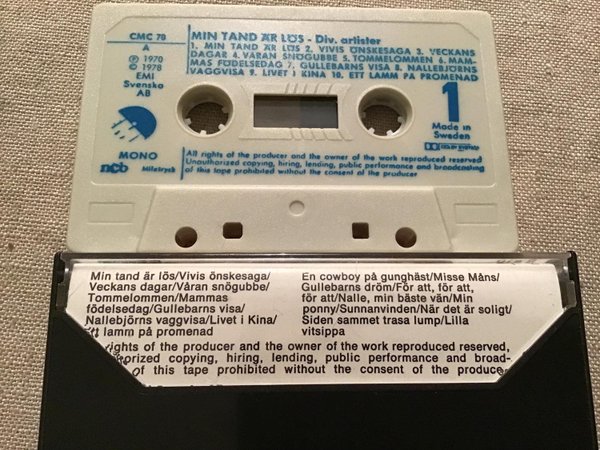 CMC 78
MIN TAND ÄR LÖS - Div. artister
A
1. MIN TAND ÄR LÖS 2. VIVIS ÖNSKESAGA 3. VECKANS
DAGAR 4. VÅRAN SNÖGUBBE 5. TOMMELOMMEN 6. MAM-
MAS FÖDELSEDAG 7. GULLEBARNS VISA 8. NALLEBJÖRNS
VAGGVISA 9. LIVET I KINA 10. ETT LAMM PÅ PROMENAD
Ⓟ 1970
© 1978
EMI
Svenska
AB
1
Made in
Sweden
MONO
ncb
Miletryck
All rights of the producer and the owner of the work reproduced reserved
Unauthorized copying, hiring, lending, public performance and broadcasting
of this tape prohibited without the consent of the producer
DOLBY SYSTEM
Min tand är lös/Vivis önskesaga/
Veckans dagar/Våran snögubbe/
Tommelommen/Mammas
födelsedag/Gullebarns visa/
Nallebjörns vaggvisa/Livet i Kina/
Ett lamm på promenad
En cowboy på gunghäst/Misse Måns/
Gullebarns dröm/För att, för att,
för att/Nalle, min bäste vän/Min
ponny/Sunnanvinden/När det är soligt/
Siden sammet trasa lump/Lilla
vitsippa
rights of the producer and the owner of the work reproduced reserved,
orized copying, hiring, lending, public performance and broad-
of this tape prohibited without the consent of the produce